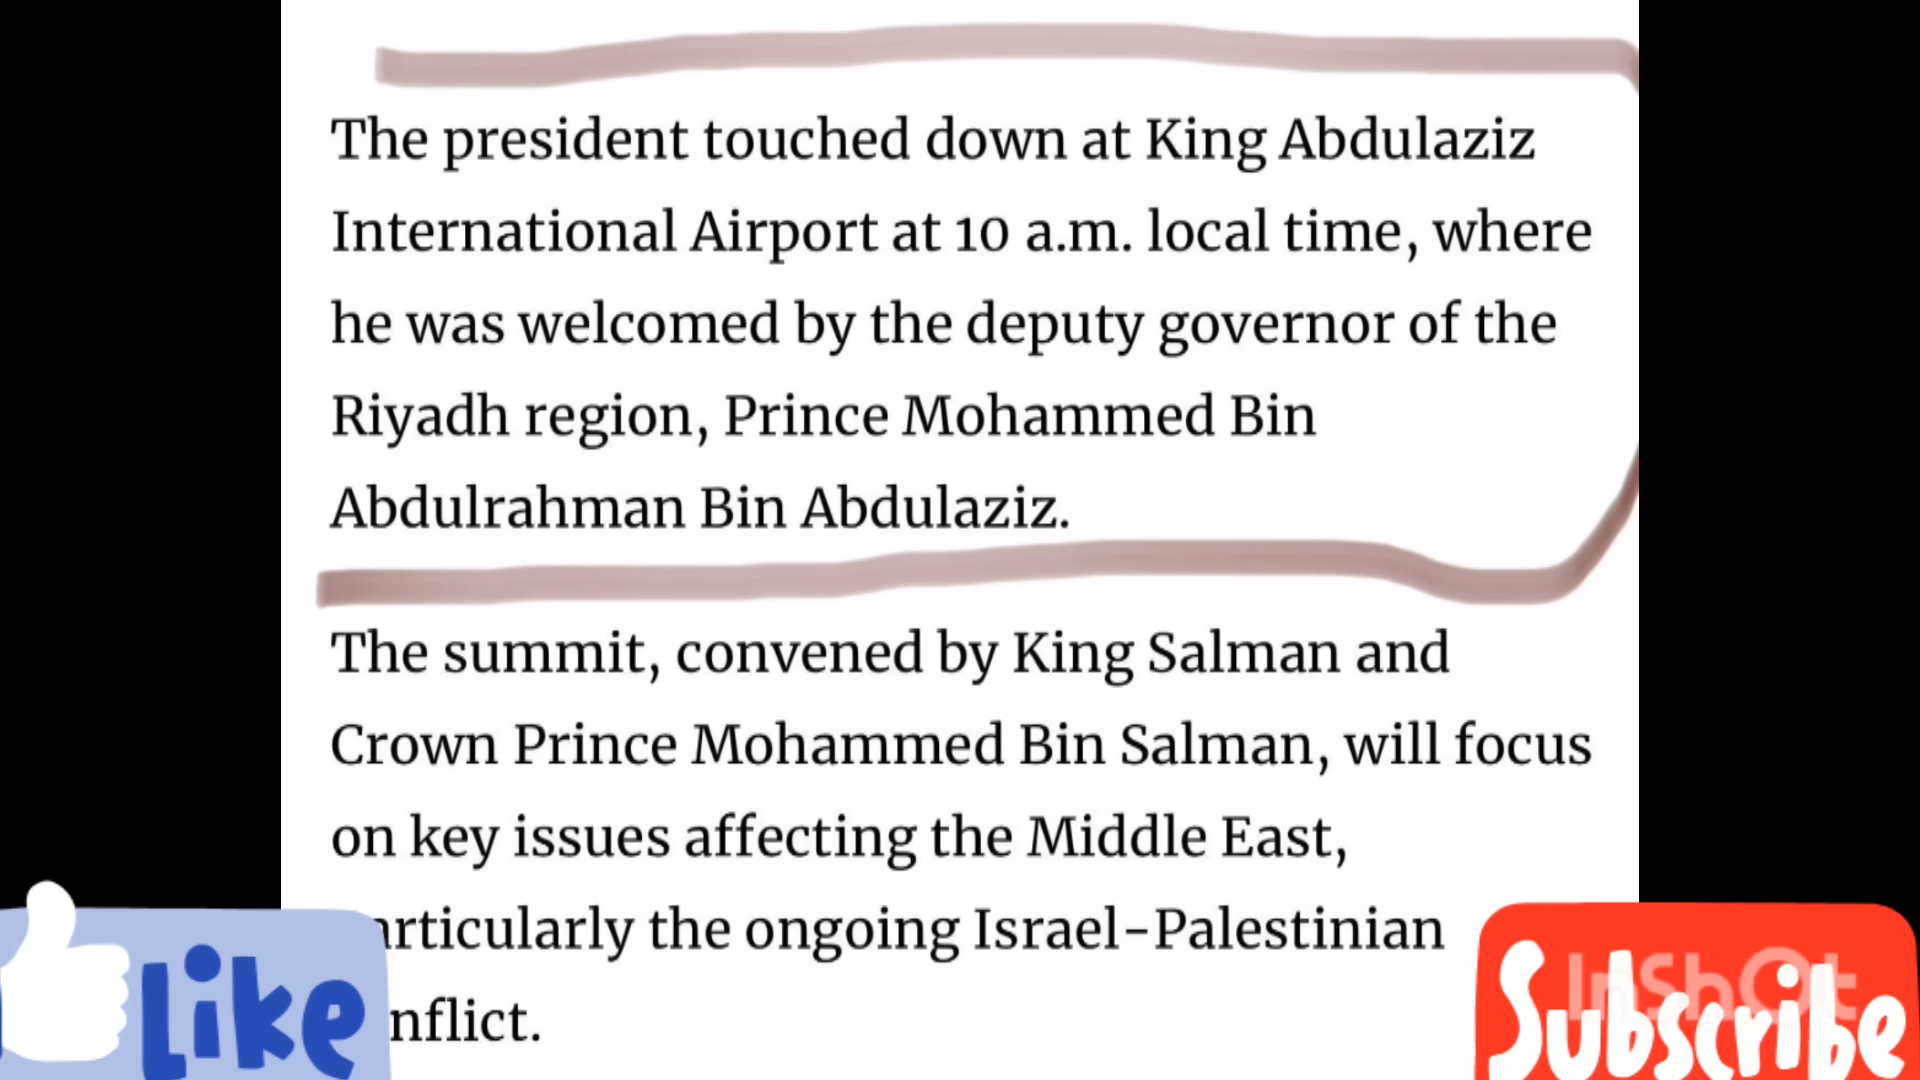 The president touched down at King Abdulaziz
International Airport at 10 a.m. local time, where
he was welcomed by the deputy governor of the
Riyadh region, Prince Mohammed Bin
Abdulrahman Bin Abdulaziz.
The summit, convened by King Salman and
Crown Prince Mohammed Bin Salman, will focus
on key issues affecting the Middle East,
articularly the ongoing Israel-Palestinian
nflict.
Like
InShOt
Subscribe